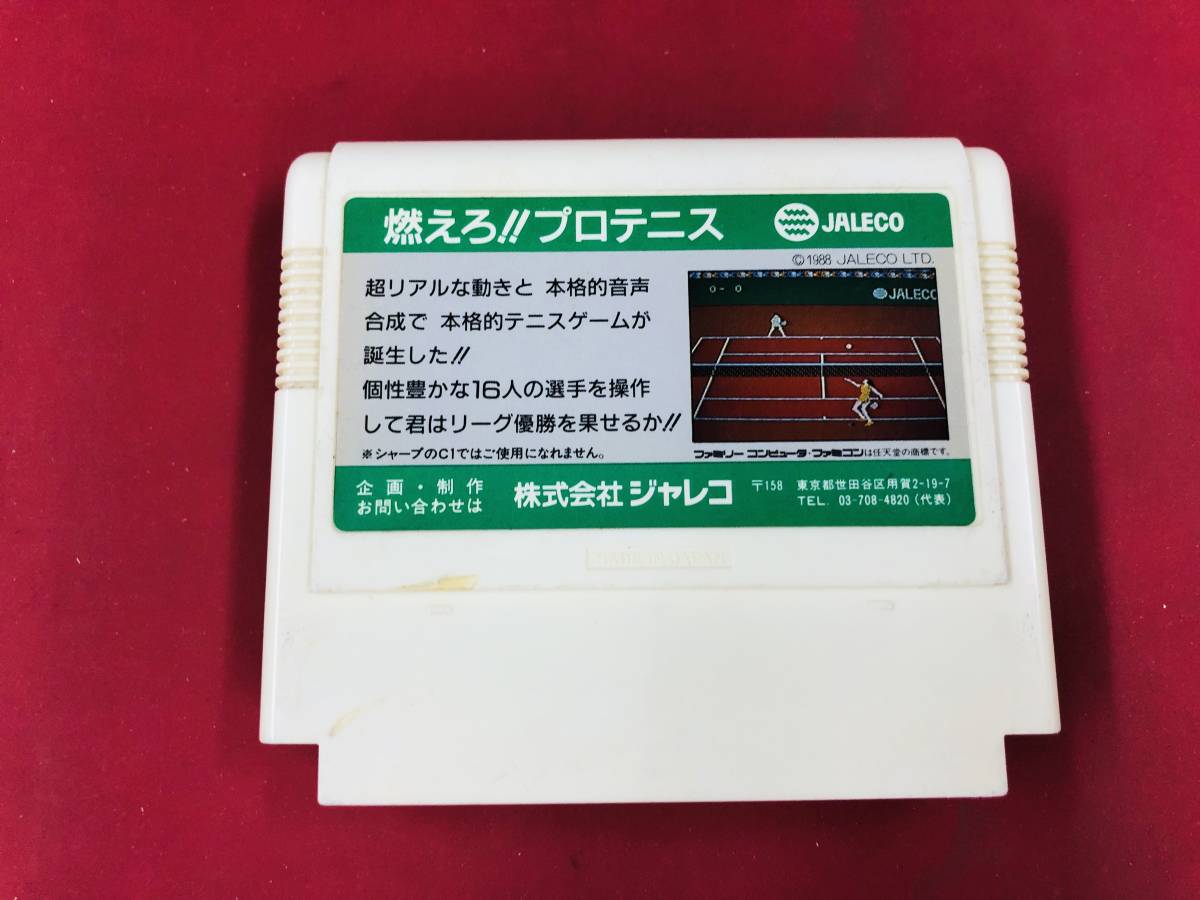 燃えろ!!プロテニス JALECO
©1988 JALECO LTD.
超リアルな動きと 本格的音声
合成で 本格的テニスゲームが
誕生した!!
個性豊かな16人の選手を操作
して君はリーグ優勝を果せるか!!
※シャープのC1ではご使用になれません。
0- 0
JALECO
ファミリー コンピュータ・ファミコンは任天堂の商標です。
企画・制作
お問い合わせは
株式会社 ジャレコ
〒158 東京都世田谷区用賀2-19-7
TEL. 03-708-4820(代表)
MADE IN JAPAN